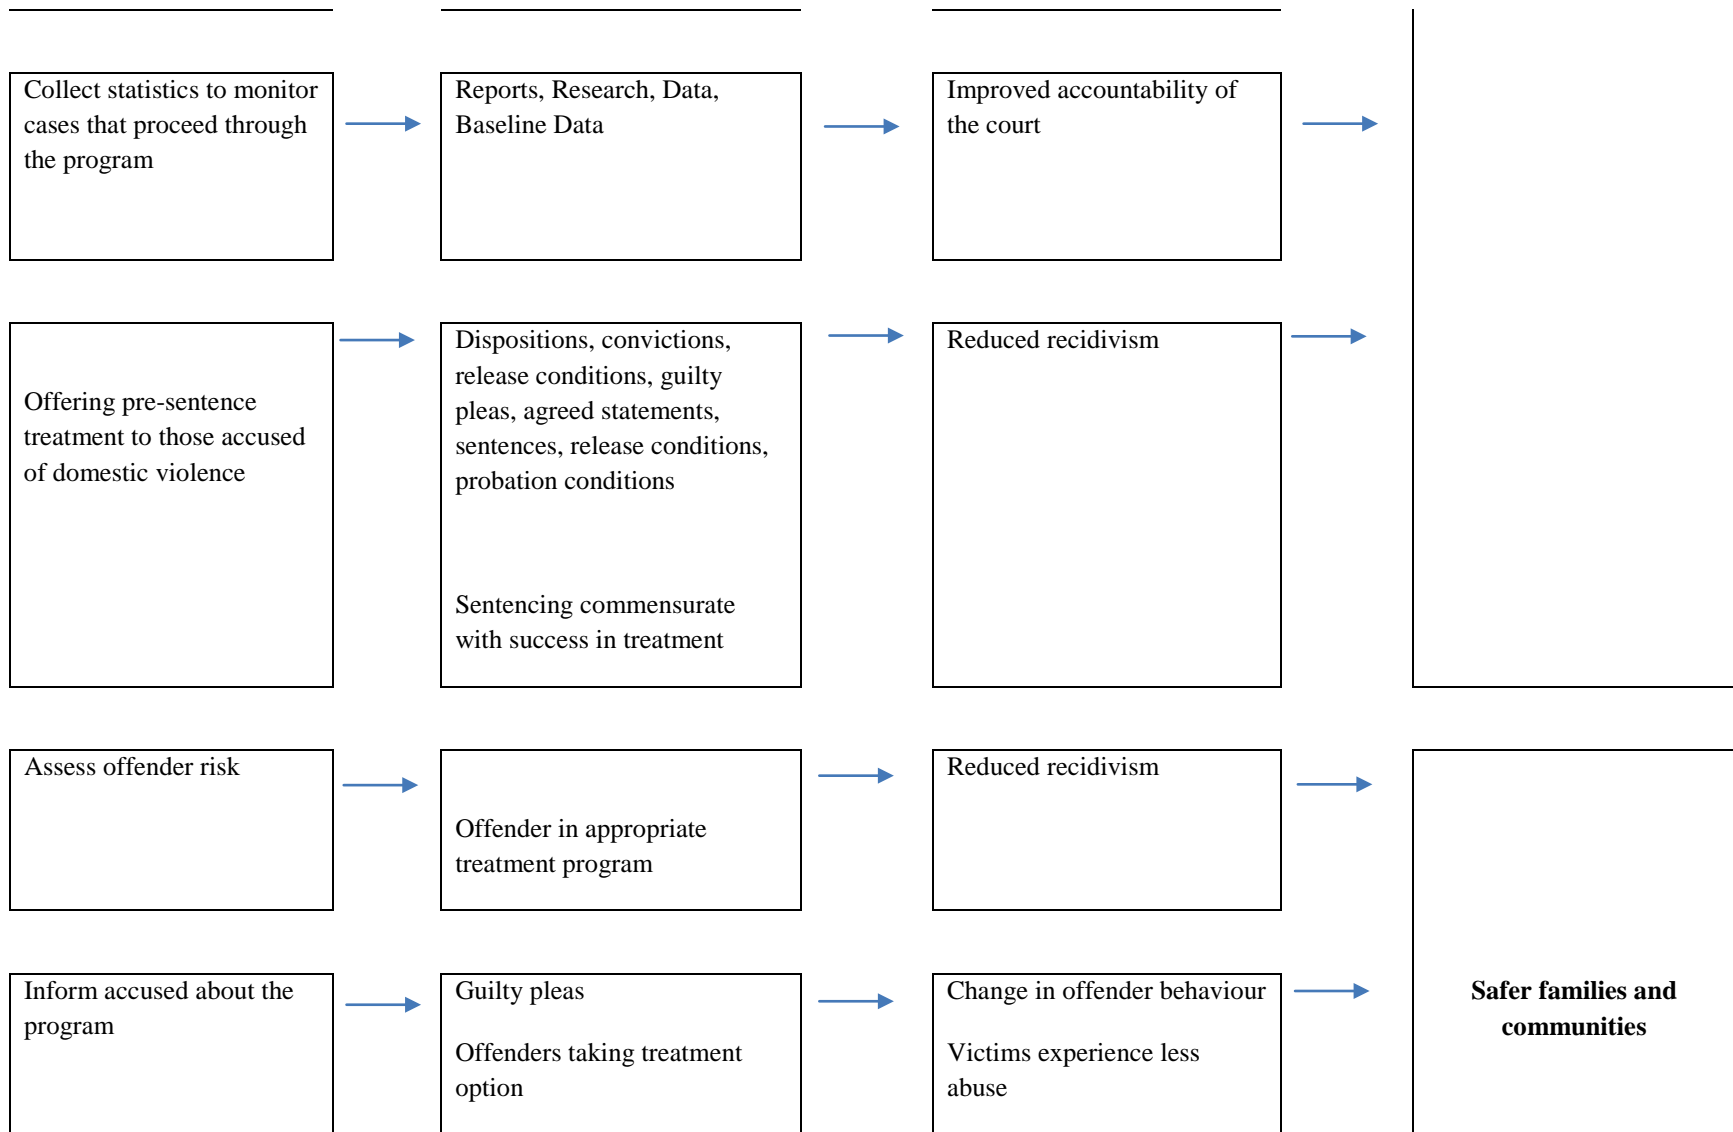 Collect statistics to monitor
cases that proceed through
the program
Reports, Research, Data,
Baseline Data
Improved accountability of
the court
Offering pre-sentence
treatment to those accused
of domestic violence
Dispositions, convictions,
release conditions, guilty
pleas, agreed statements,
sentences, release conditions,
probation conditions
Sentencing commensurate
with success in treatment
Reduced recidivism
Assess offender risk
Offender in appropriate
treatment program
Reduced recidivism
Inform accused about the
program
Guilty pleas
Offenders taking treatment
option
Change in offender behaviour
Victims experience less
abuse
Safer families and
communities